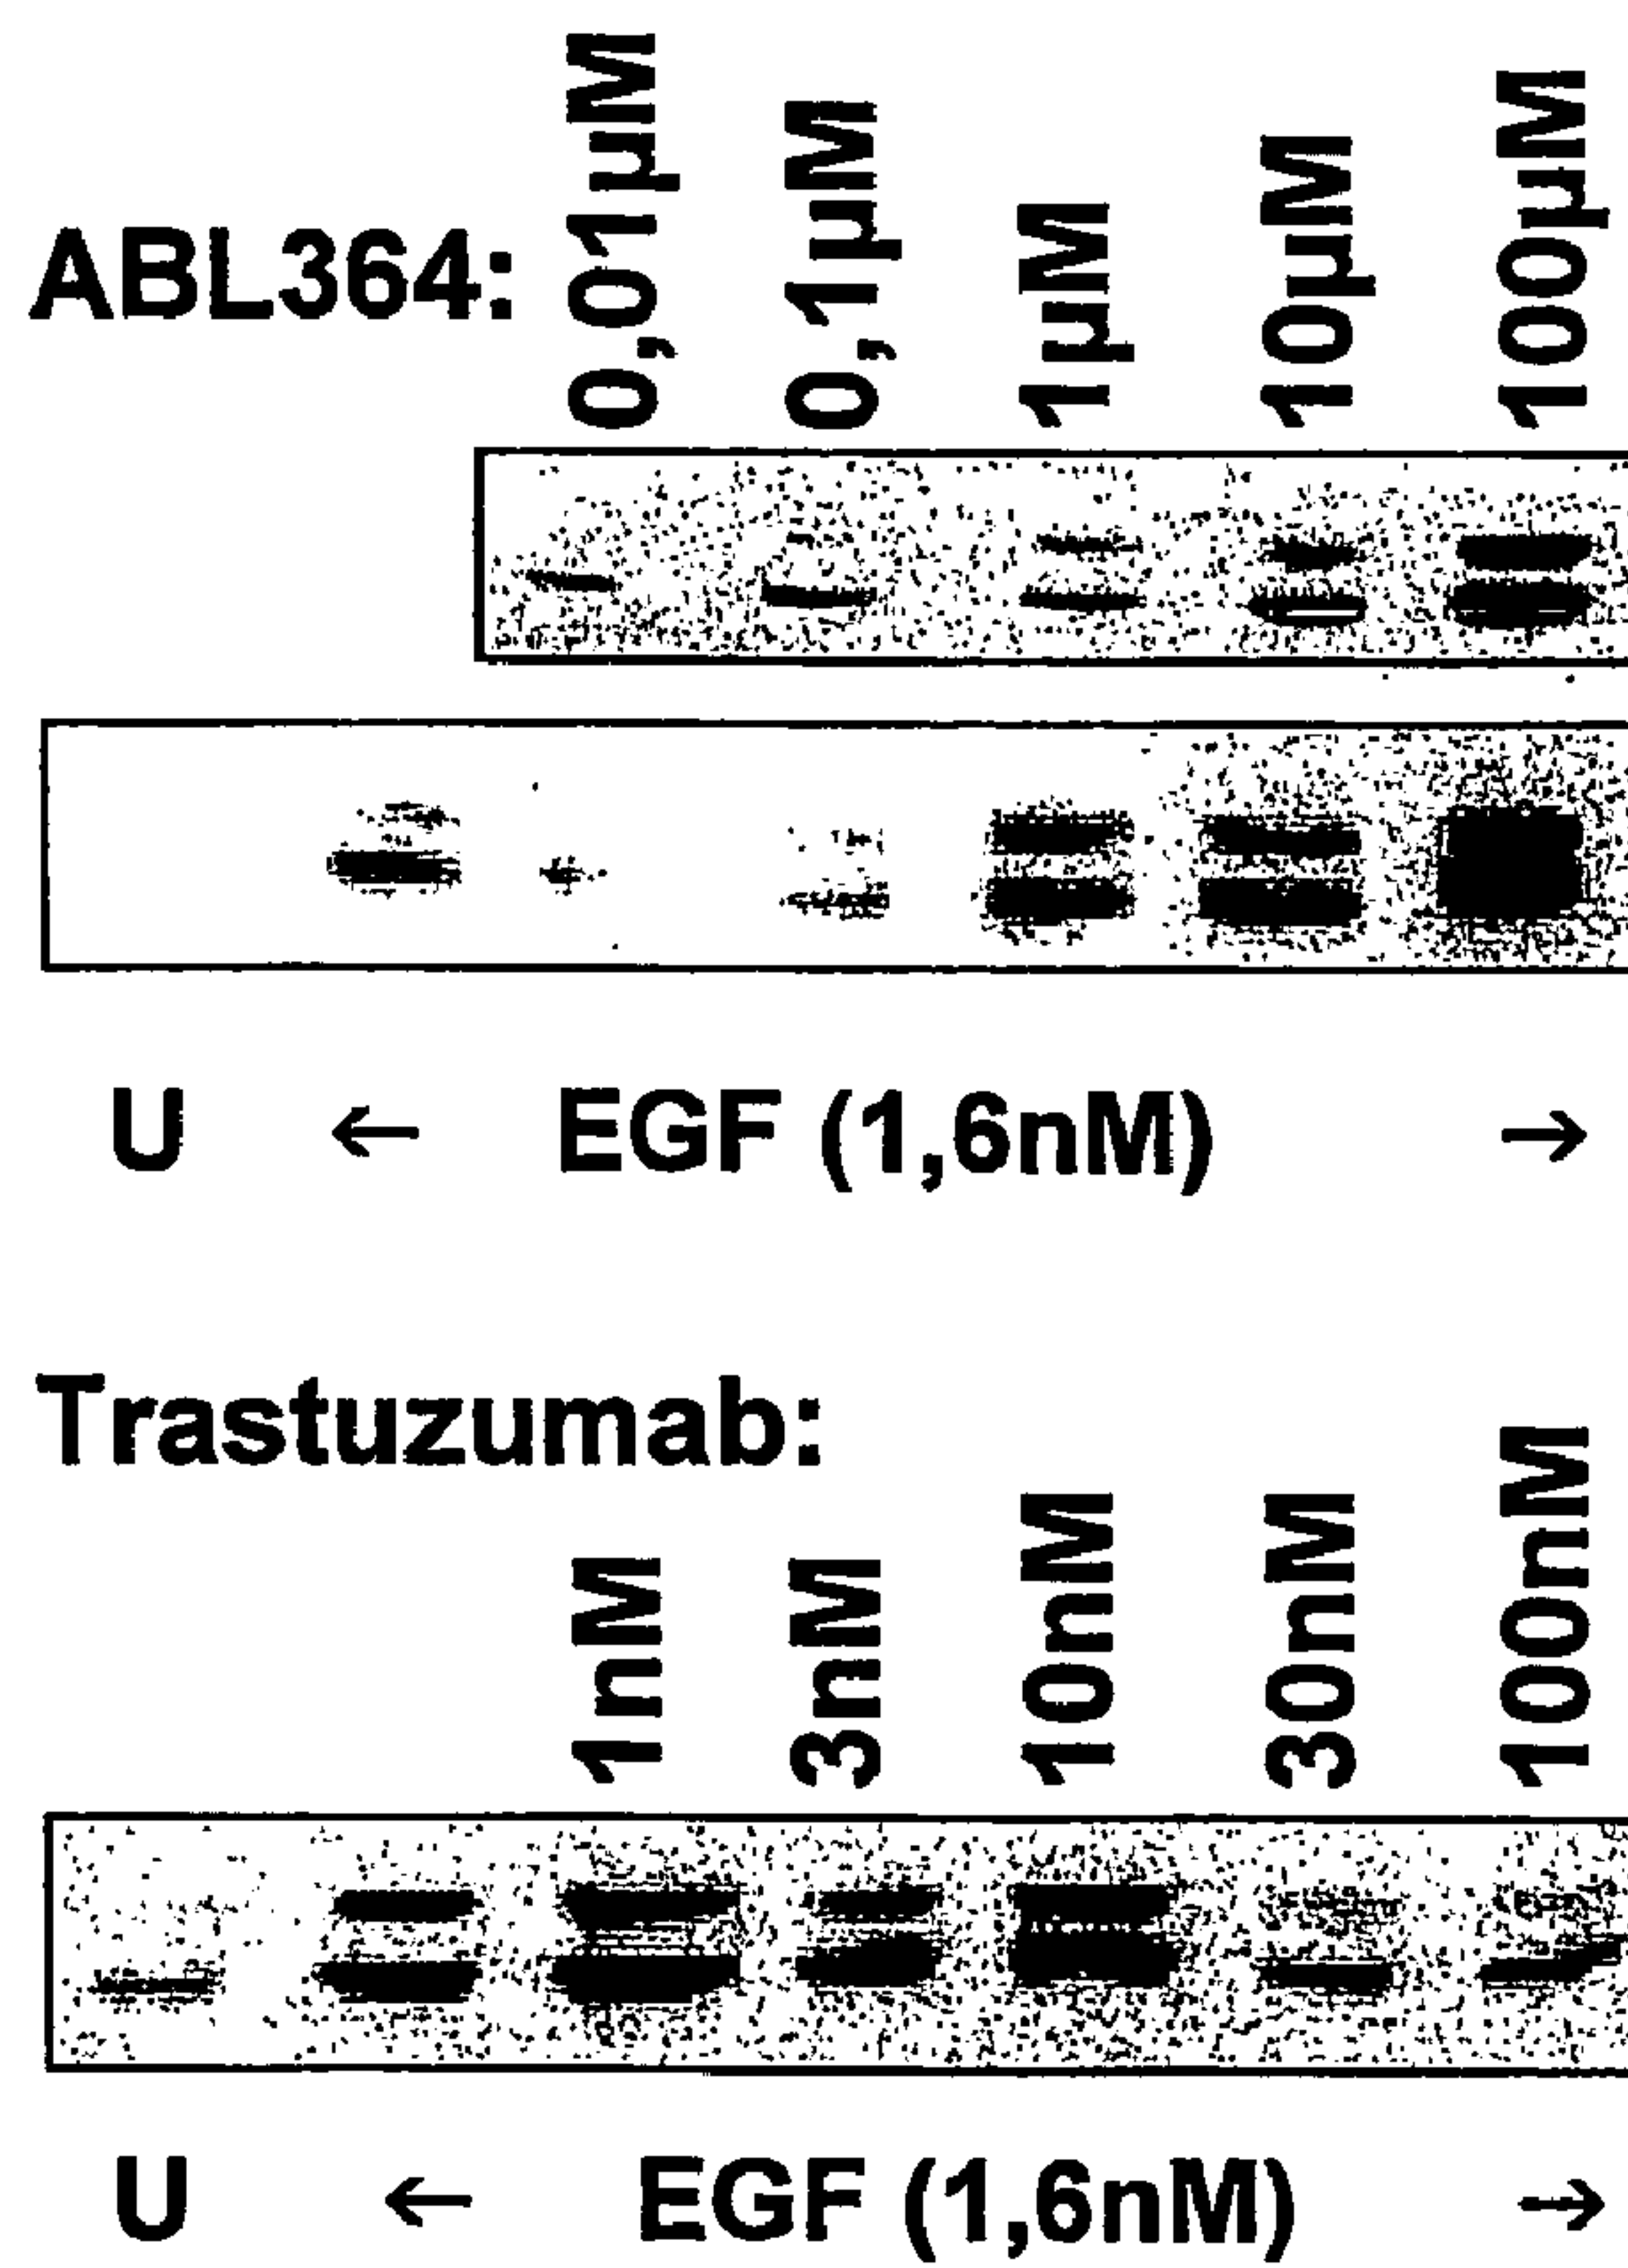 ABL364: 0,01µM 0,1µM 1µM 10µM 100µM
U ← EGF (1,6nM) →
Trastuzumab:
1nM 3nM 10nM 30nM 100nM
U ← EGF (1,6nM) →